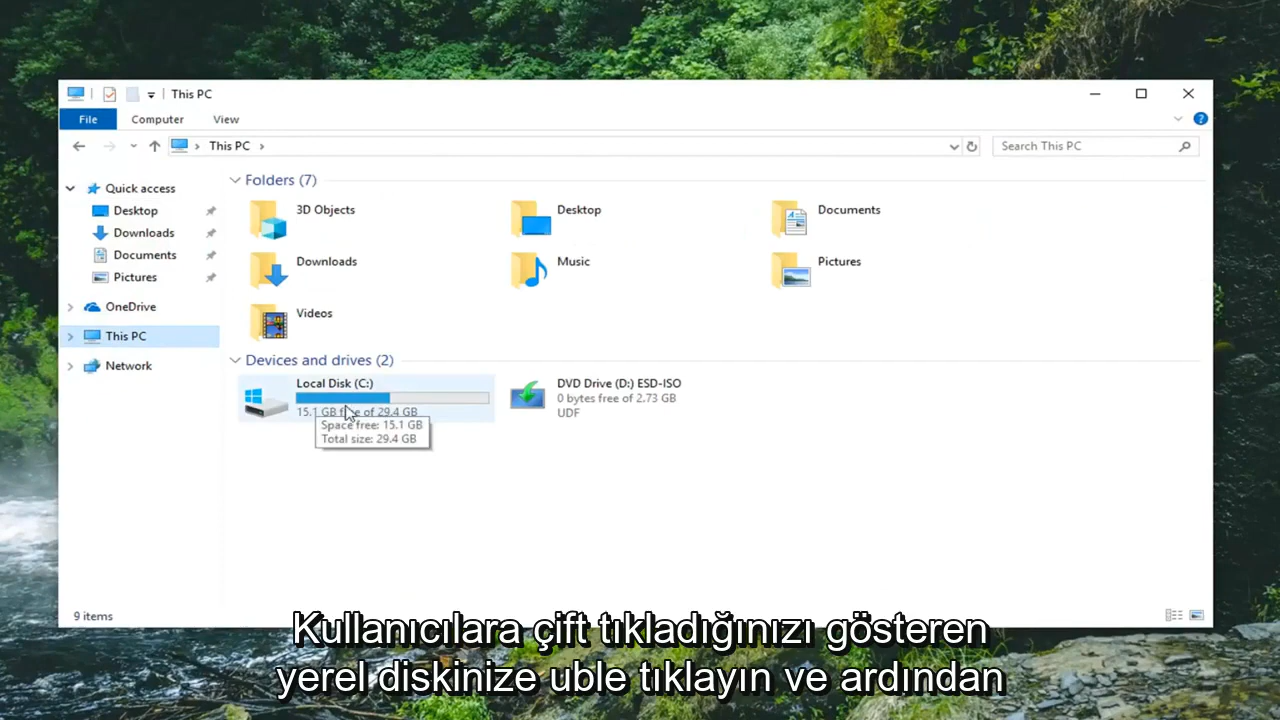 This PC
File
Computer
View
This PC
Search This PC
Quick access
Desktop
Downloads
Documents
Pictures
OneDrive
This PC
Network
Folders (7)
3D Objects
Desktop
Documents
Downloads
Music
Pictures
Videos
Devices and drives (2)
Local Disk (C:)
15.1 GB free of 29.4 GB
Space free: 15.1 GB
Total size: 29.4 GB
DVD Drive (D:) ESD-ISO
0 bytes free of 2.73 GB
UDF
9 items
Kullanıcılara çift tıkladığınızı gösteren
yerel diskinize uble tıklayın ve ardından